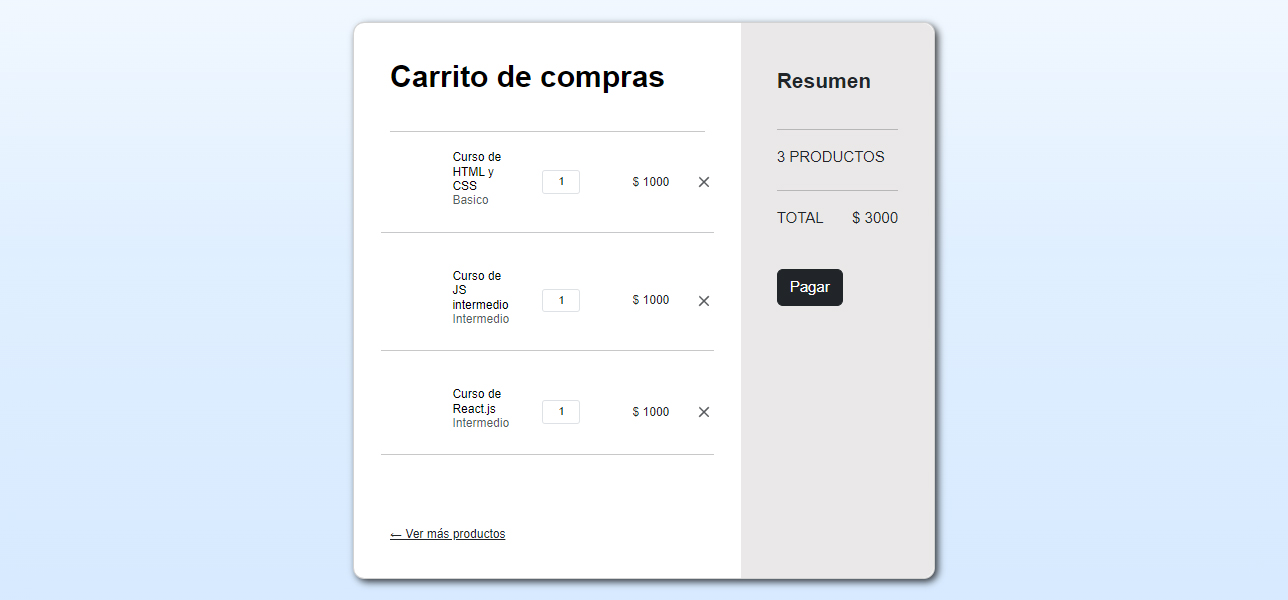 Carrito de compras
Curso de
HTML y
CSS
Basico
1
$ 1000
×
Curso de
JS
intermedio
Intermedio
1
$ 1000
×
Curso de
React.js
Intermedio
1
$ 1000
×
← Ver más productos
Resumen
3 PRODUCTOS
TOTAL $ 3000
Pagar